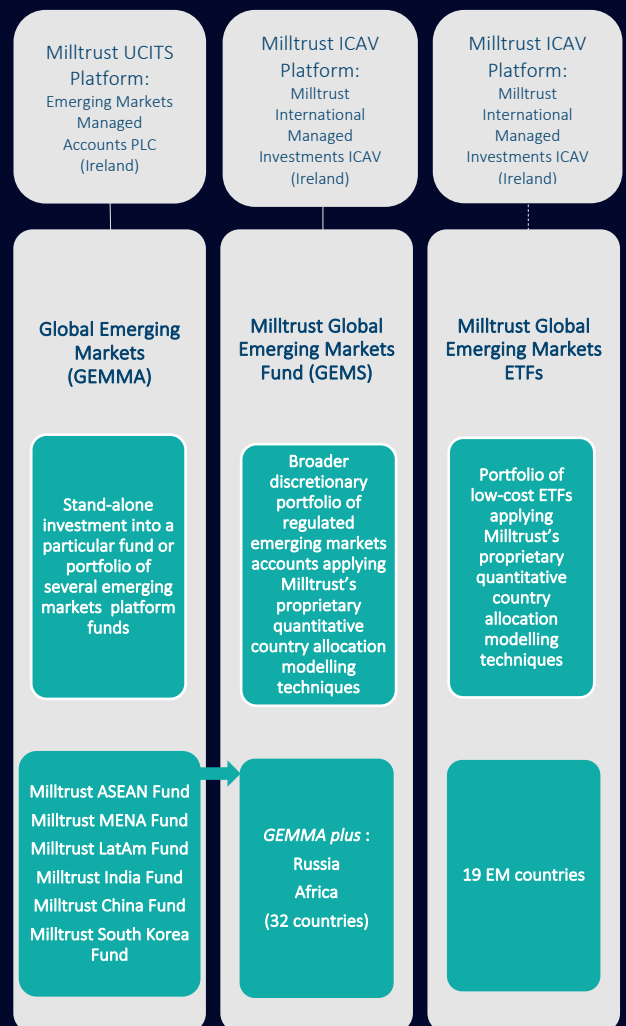 Milltrust UCITS
Platform:
Emerging Markets
Managed
Accounts PLC
(Ireland)
Milltrust ICAV
Platform:
Milltrust
International
Managed
Investments ICAV
(Ireland)
Milltrust ICAV
Platform:
Milltrust
International
Managed
Investments ICAV
(Ireland)
Global Emerging
Markets
(GEMMA)
Milltrust Global
Emerging Markets
Fund (GEMS)
Milltrust Global
Emerging Markets
ETFs
Stand-alone
investment into a
particular fund or
portfolio of
several emerging
markets platform
funds
Broader
discretionary
portfolio of
regulated
emerging markets
accounts applying
Milltrust’s
proprietary
quantitative
country allocation
modelling
techniques
Portfolio of
low-cost ETFs
applying
Milltrust’s
proprietary
quantitative
country
allocation
modelling
techniques
Milltrust ASEAN Fund
Milltrust MENA Fund
Milltrust LatAm Fund
Milltrust India Fund
Milltrust China Fund
Milltrust South Korea
Fund
GEMMA plus :
Russia
Africa
(32 countries)
19 EM countries